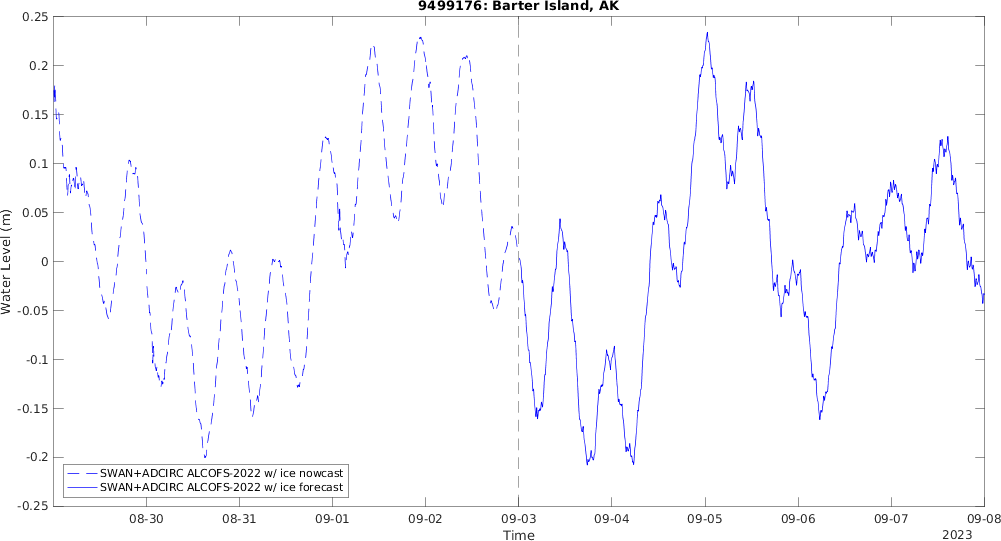 9499176: Barter Island, AK
0.25
0.2
0.15
0.1
0.05
0
-0.05
-0.1
-0.15
-0.2
-0.25
Water Level (m)
SWAN+ADCIRC ALCOFS-2022 w/ ice nowcast
SWAN+ADCIRC ALCOFS-2022 w/ ice forecast
08-30 08-31 09-01 09-02 09-03 09-04 09-05 09-06 09-07 09-08
Time
2023